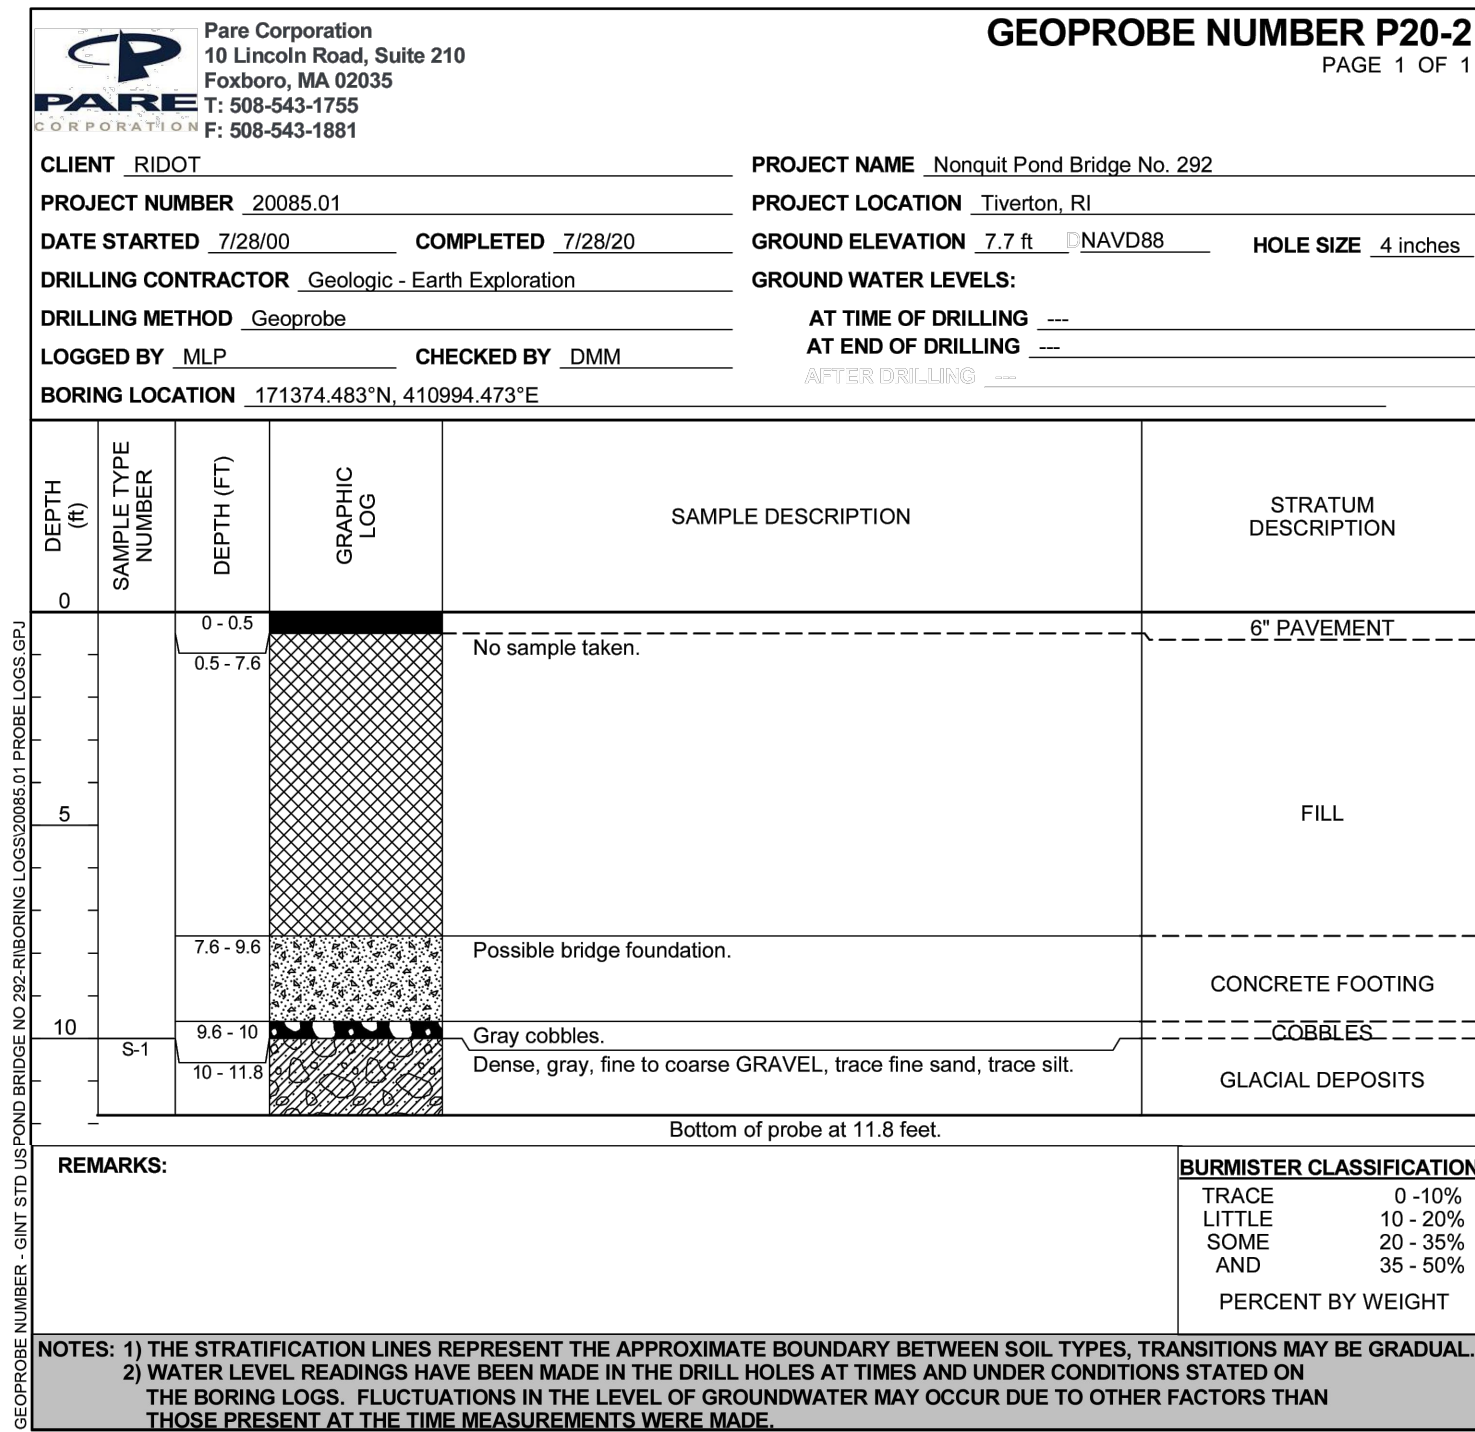 Pare Corporation
10 Lincoln Road, Suite 210
Foxboro, MA 02035
T: 508-543-1755
F: 508-543-1881
PARE
CORPORATION
GEOPROBE NUMBER P20-2
PAGE 1 OF 1
CLIENT RIDOT
PROJECT NAME Nonquit Pond Bridge No. 292
PROJECT NUMBER 20085.01
PROJECT LOCATION Tiverton, RI
DATE STARTED 7/28/00 COMPLETED 7/28/20
GROUND ELEVATION 7.7 ft DNAVD88 HOLE SIZE 4 inches
DRILLING CONTRACTOR Geologic - Earth Exploration
GROUND WATER LEVELS:
DRILLING METHOD Geoprobe
AT TIME OF DRILLING ---
LOGGED BY MLP CHECKED BY DMM
AT END OF DRILLING ---
AFTER DRILLING ---
BORING LOCATION 171374.483°N, 410994.473°E
DEPTH
(ft)
SAMPLE TYPE
NUMBER
DEPTH (FT)
GRAPHIC
LOG
SAMPLE DESCRIPTION
STRATUM
DESCRIPTION
0
0 - 0.5
6" PAVEMENT
0.5 - 7.6
No sample taken.
5
FILL
7.6 - 9.6
Possible bridge foundation.
CONCRETE FOOTING
10
9.6 - 10
Gray cobbles.
COBBLES
S-1
10 - 11.8
Dense, gray, fine to coarse GRAVEL, trace fine sand, trace silt.
GLACIAL DEPOSITS
Bottom of probe at 11.8 feet.
REMARKS:
BURMISTER CLASSIFICATION
TRACE 0 -10%
LITTLE 10 - 20%
SOME 20 - 35%
AND 35 - 50%
PERCENT BY WEIGHT
NOTES: 1) THE STRATIFICATION LINES REPRESENT THE APPROXIMATE BOUNDARY BETWEEN SOIL TYPES, TRANSITIONS MAY BE GRADUAL.
2) WATER LEVEL READINGS HAVE BEEN MADE IN THE DRILL HOLES AT TIMES AND UNDER CONDITIONS STATED ON
THE BORING LOGS. FLUCTUATIONS IN THE LEVEL OF GROUNDWATER MAY OCCUR DUE TO OTHER FACTORS THAN
THOSE PRESENT AT THE TIME MEASUREMENTS WERE MADE.
GEOPROBE NUMBER - GINT STD US POND BRIDGE NO 292-RI\BORING LOGS\20085.01 PROBE LOGS.GPJ